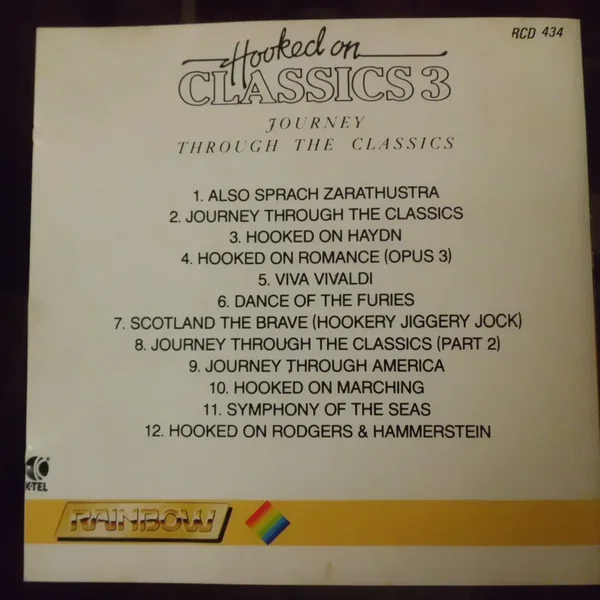 RCD 434
Hooked on
CLASSICS 3
JOURNEY
THROUGH THE CLASSICS
1. ALSO SPRACH ZARATHUSTRA
2. JOURNEY THROUGH THE CLASSICS
3. HOOKED ON HAYDN
4. HOOKED ON ROMANCE (OPUS 3)
5. VIVA VIVALDI
6. DANCE OF THE FURIES
7. SCOTLAND THE BRAVE (HOOKERY JIGGERY JOCK)
8. JOURNEY THROUGH THE CLASSICS (PART 2)
9. JOURNEY THROUGH AMERICA
10. HOOKED ON MARCHING
11. SYMPHONY OF THE SEAS
12. HOOKED ON RODGERS & HAMMERSTEIN
K-TEL
RAINBOW